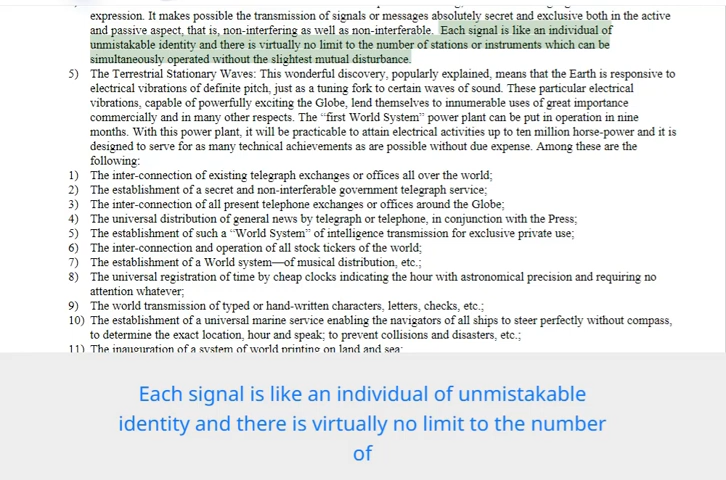 expression. It makes possible the transmission of signals or messages absolutely secret and exclusive both in the active
and passive aspect, that is, non-interfering as well as non-interferable. Each signal is like an individual of
unmistakable identity and there is virtually no limit to the number of stations or instruments which can be
simultaneously operated without the slightest mutual disturbance.
5) The Terrestrial Stationary Waves: This wonderful discovery, popularly explained, means that the Earth is responsive to
electrical vibrations of definite pitch, just as a tuning fork to certain waves of sound. These particular electrical
vibrations, capable of powerfully exciting the Globe, lend themselves to innumerable uses of great importance
commercially and in many other respects. The “first World System” power plant can be put in operation in nine
months. With this power plant, it will be practicable to attain electrical activities up to ten million horse-power and it is
designed to serve for as many technical achievements as are possible without due expense. Among these are the
following:
1) The inter-connection of existing telegraph exchanges or offices all over the world;
2) The establishment of a secret and non-interferable government telegraph service;
3) The inter-connection of all present telephone exchanges or offices around the Globe;
4) The universal distribution of general news by telegraph or telephone, in conjunction with the Press;
5) The establishment of such a “World System” of intelligence transmission for exclusive private use;
6) The inter-connection and operation of all stock tickers of the world;
7) The establishment of a World system—of musical distribution, etc.;
8) The universal registration of time by cheap clocks indicating the hour with astronomical precision and requiring no
attention whatever;
9) The world transmission of typed or hand-written characters, letters, checks, etc.;
10) The establishment of a universal marine service enabling the navigators of all ships to steer perfectly without compass,
to determine the exact location, hour and speak; to prevent collisions and disasters, etc.;
11) The inauguration of a system of world printing on land and sea;
Each signal is like an individual of unmistakable
identity and there is virtually no limit to the number
of